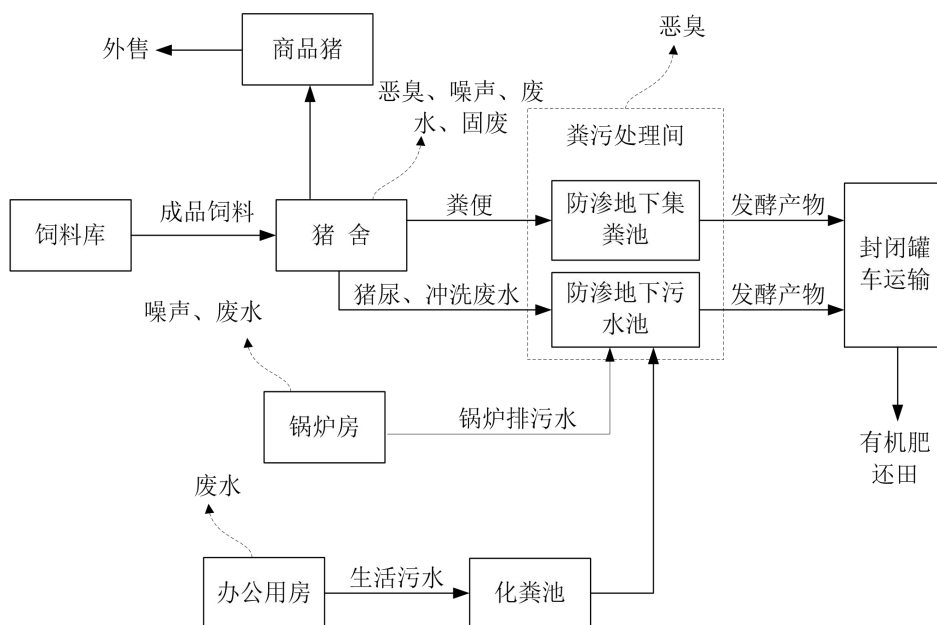 外售
商品猪
恶臭
恶臭、噪声、废
水、固废
粪污处理间
饲料库
成品饲料
猪 舍
粪便
防渗地下集
粪池
发酵产物
封闭罐
车运输
猪尿、冲洗废水
防渗地下污
水池
发酵产物
噪声、废水
锅炉房
锅炉排污水
有机肥
还田
废水
办公用房
生活污水
化粪池